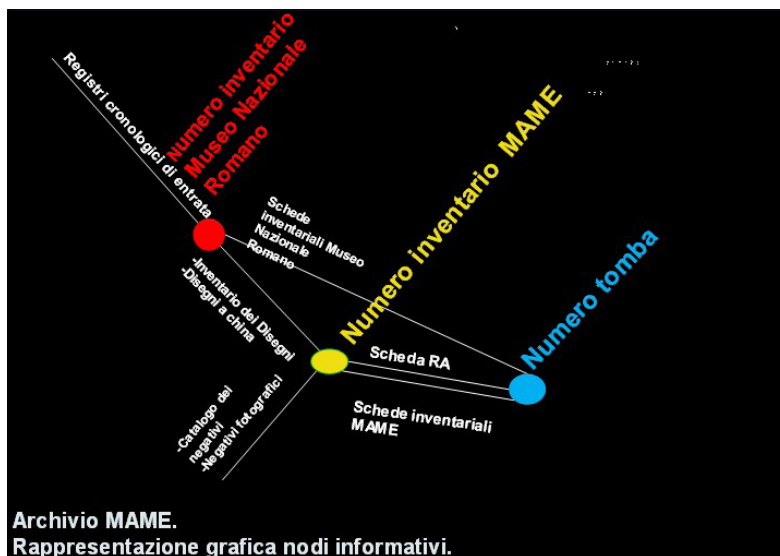 Registri cronologici di entrata
Numero inventario
Museo Nazionale
Romano
Numero inventario MAME
Numero tomba
Schede
inventariali Museo
Nazionale
Romano
-Inventario dei Disegni
-Disegni a china
Scheda RA
Schede inventariali
MAME
-Catalogo dei
negativi
-Negativi fotografici
Archivio MAME.
Rappresentazione grafica nodi informativi.